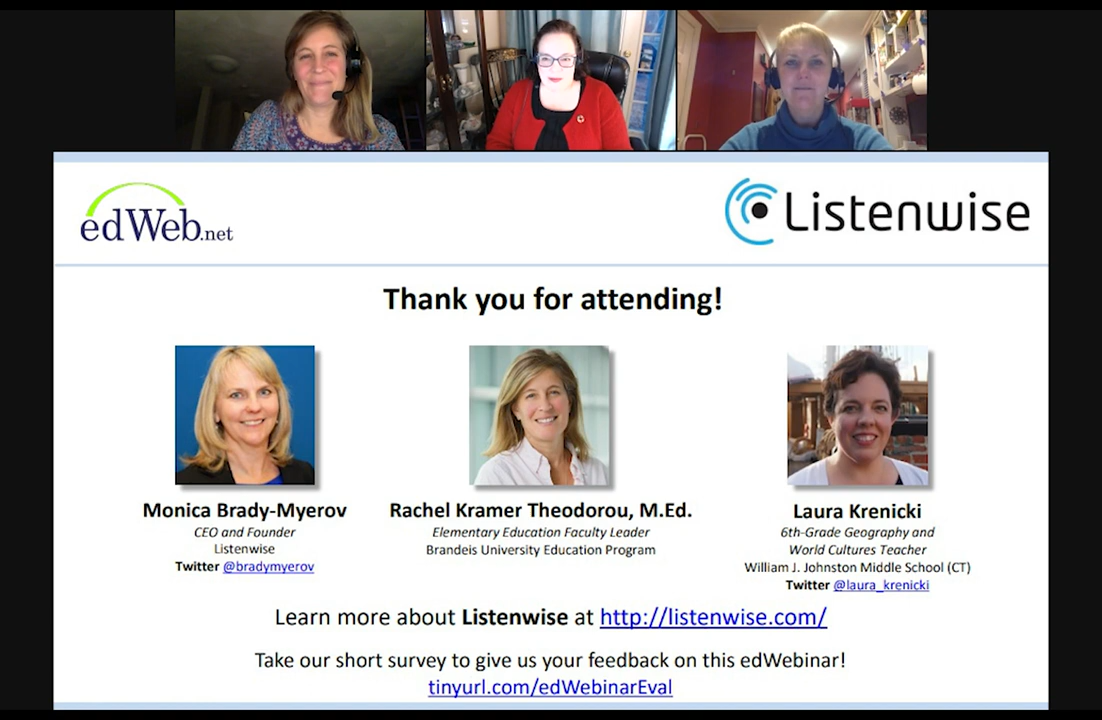 edWeb.net
Listenwise
Thank you for attending!
Monica Brady-Myerov
CEO and Founder
Listenwise
Twitter @bradymyerov
Rachel Kramer Theodorou, M.Ed.
Elementary Education Faculty Leader
Brandeis University Education Program
Laura Krenicki
6th-Grade Geography and
World Cultures Teacher
William J. Johnston Middle School (CT)
Twitter @laura_krenicki
Learn more about Listenwise at http://listenwise.com/
Take our short survey to give us your feedback on this edWebinar!
tinyurl.com/edWebinarEval